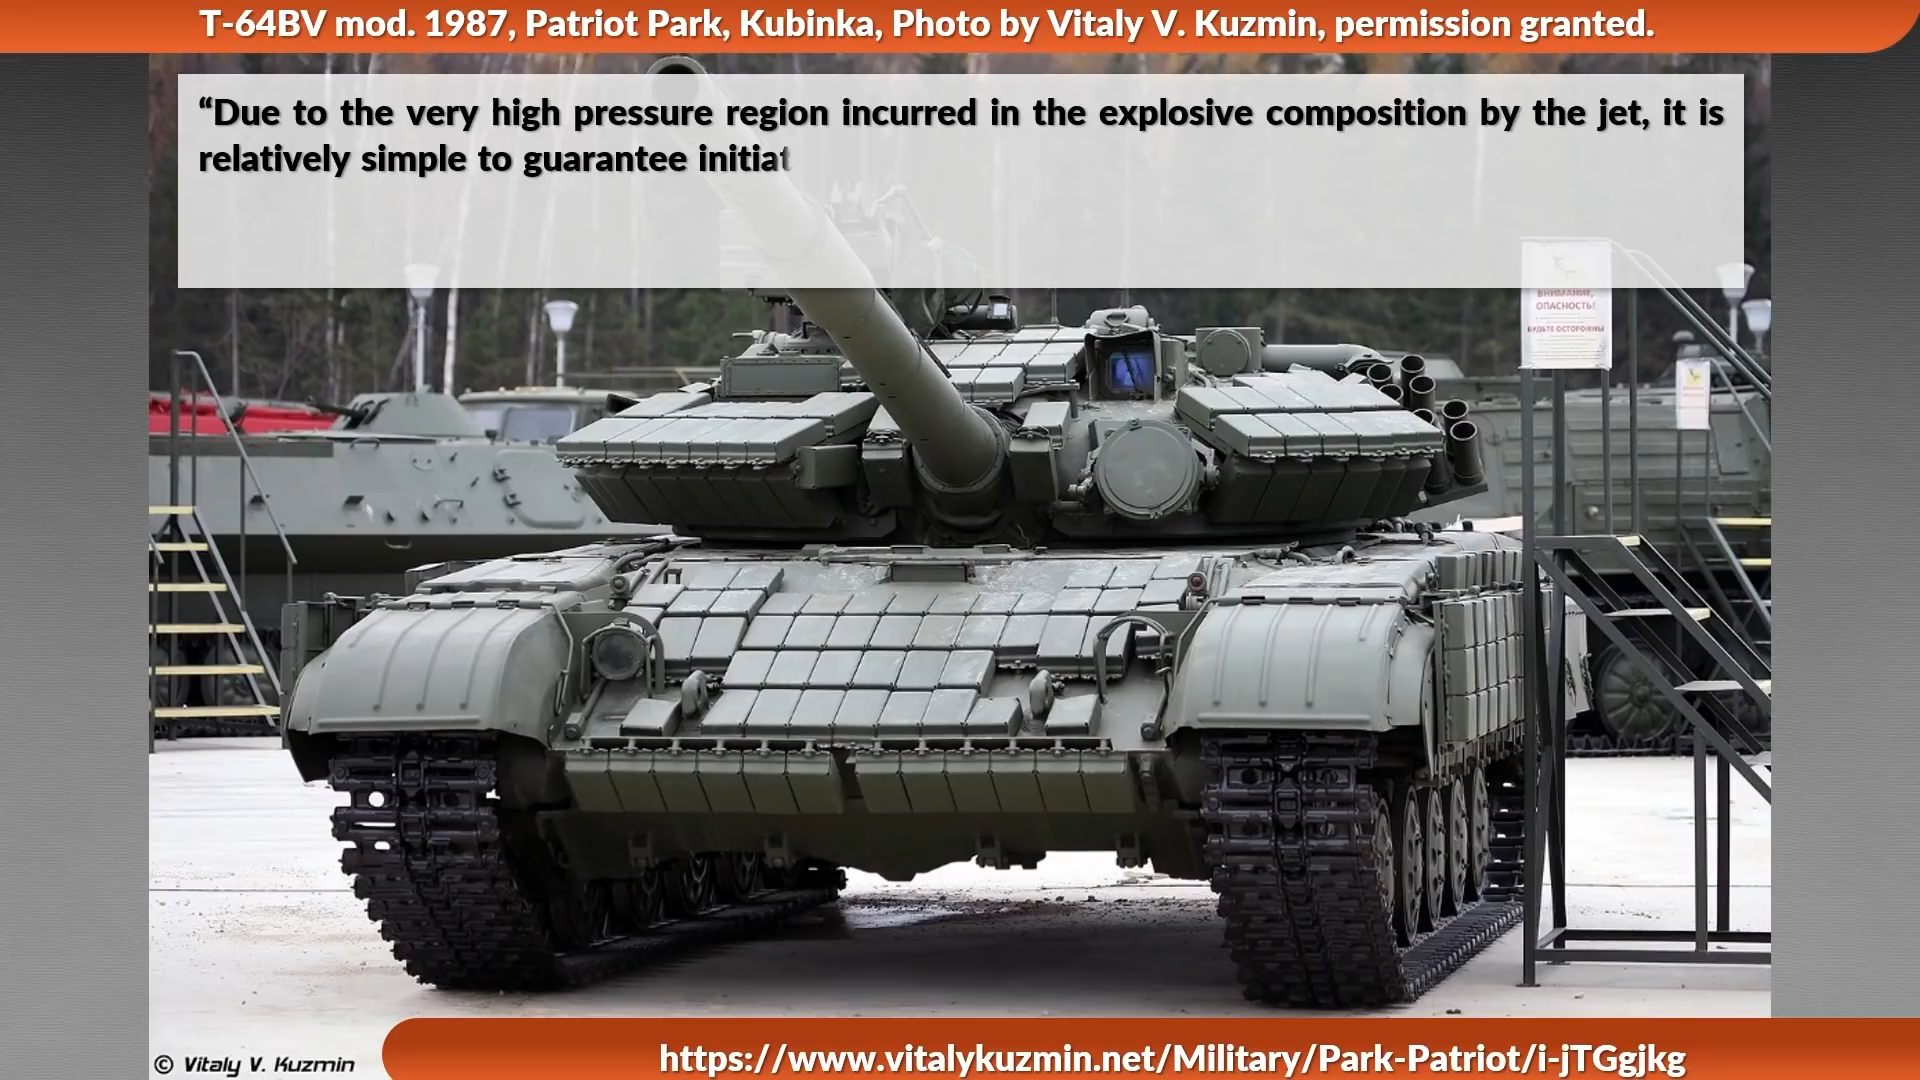 T-64BV mod. 1987, Patriot Park, Kubinka, Photo by Vitaly V. Kuzmin, permission granted.
“Due to the very high pressure region incurred in the explosive composition by the jet, it is
relatively simple to guarantee initiat
ВНИМАНИЕ,
ОПАСНОСТЬ!
БУДЬТЕ ОСТОРОЖНЫ
© Vitaly V. Kuzmin
https://www.vitalykuzmin.net/Military/Park-Patriot/i-jTGgjkg